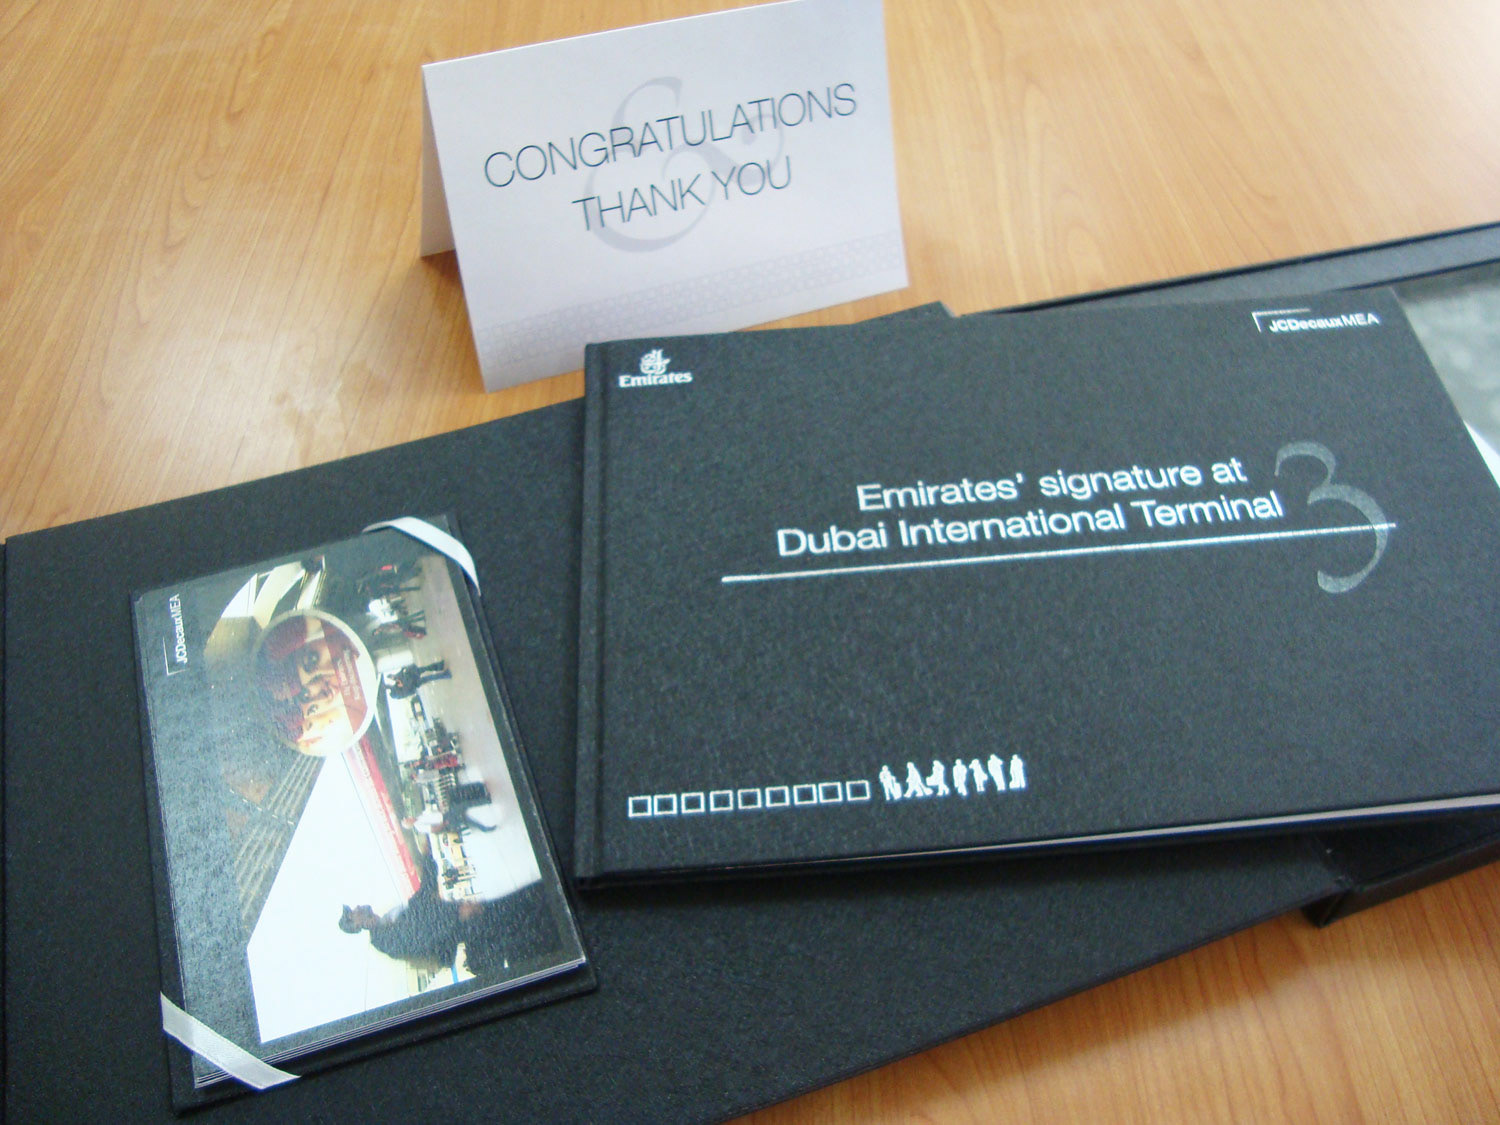 CONGRATULATIONS
&
THANK YOU
Emirates
JCDecauxMEA
Emirates' signature at
Dubai International Terminal 3
JCDecauxMEA